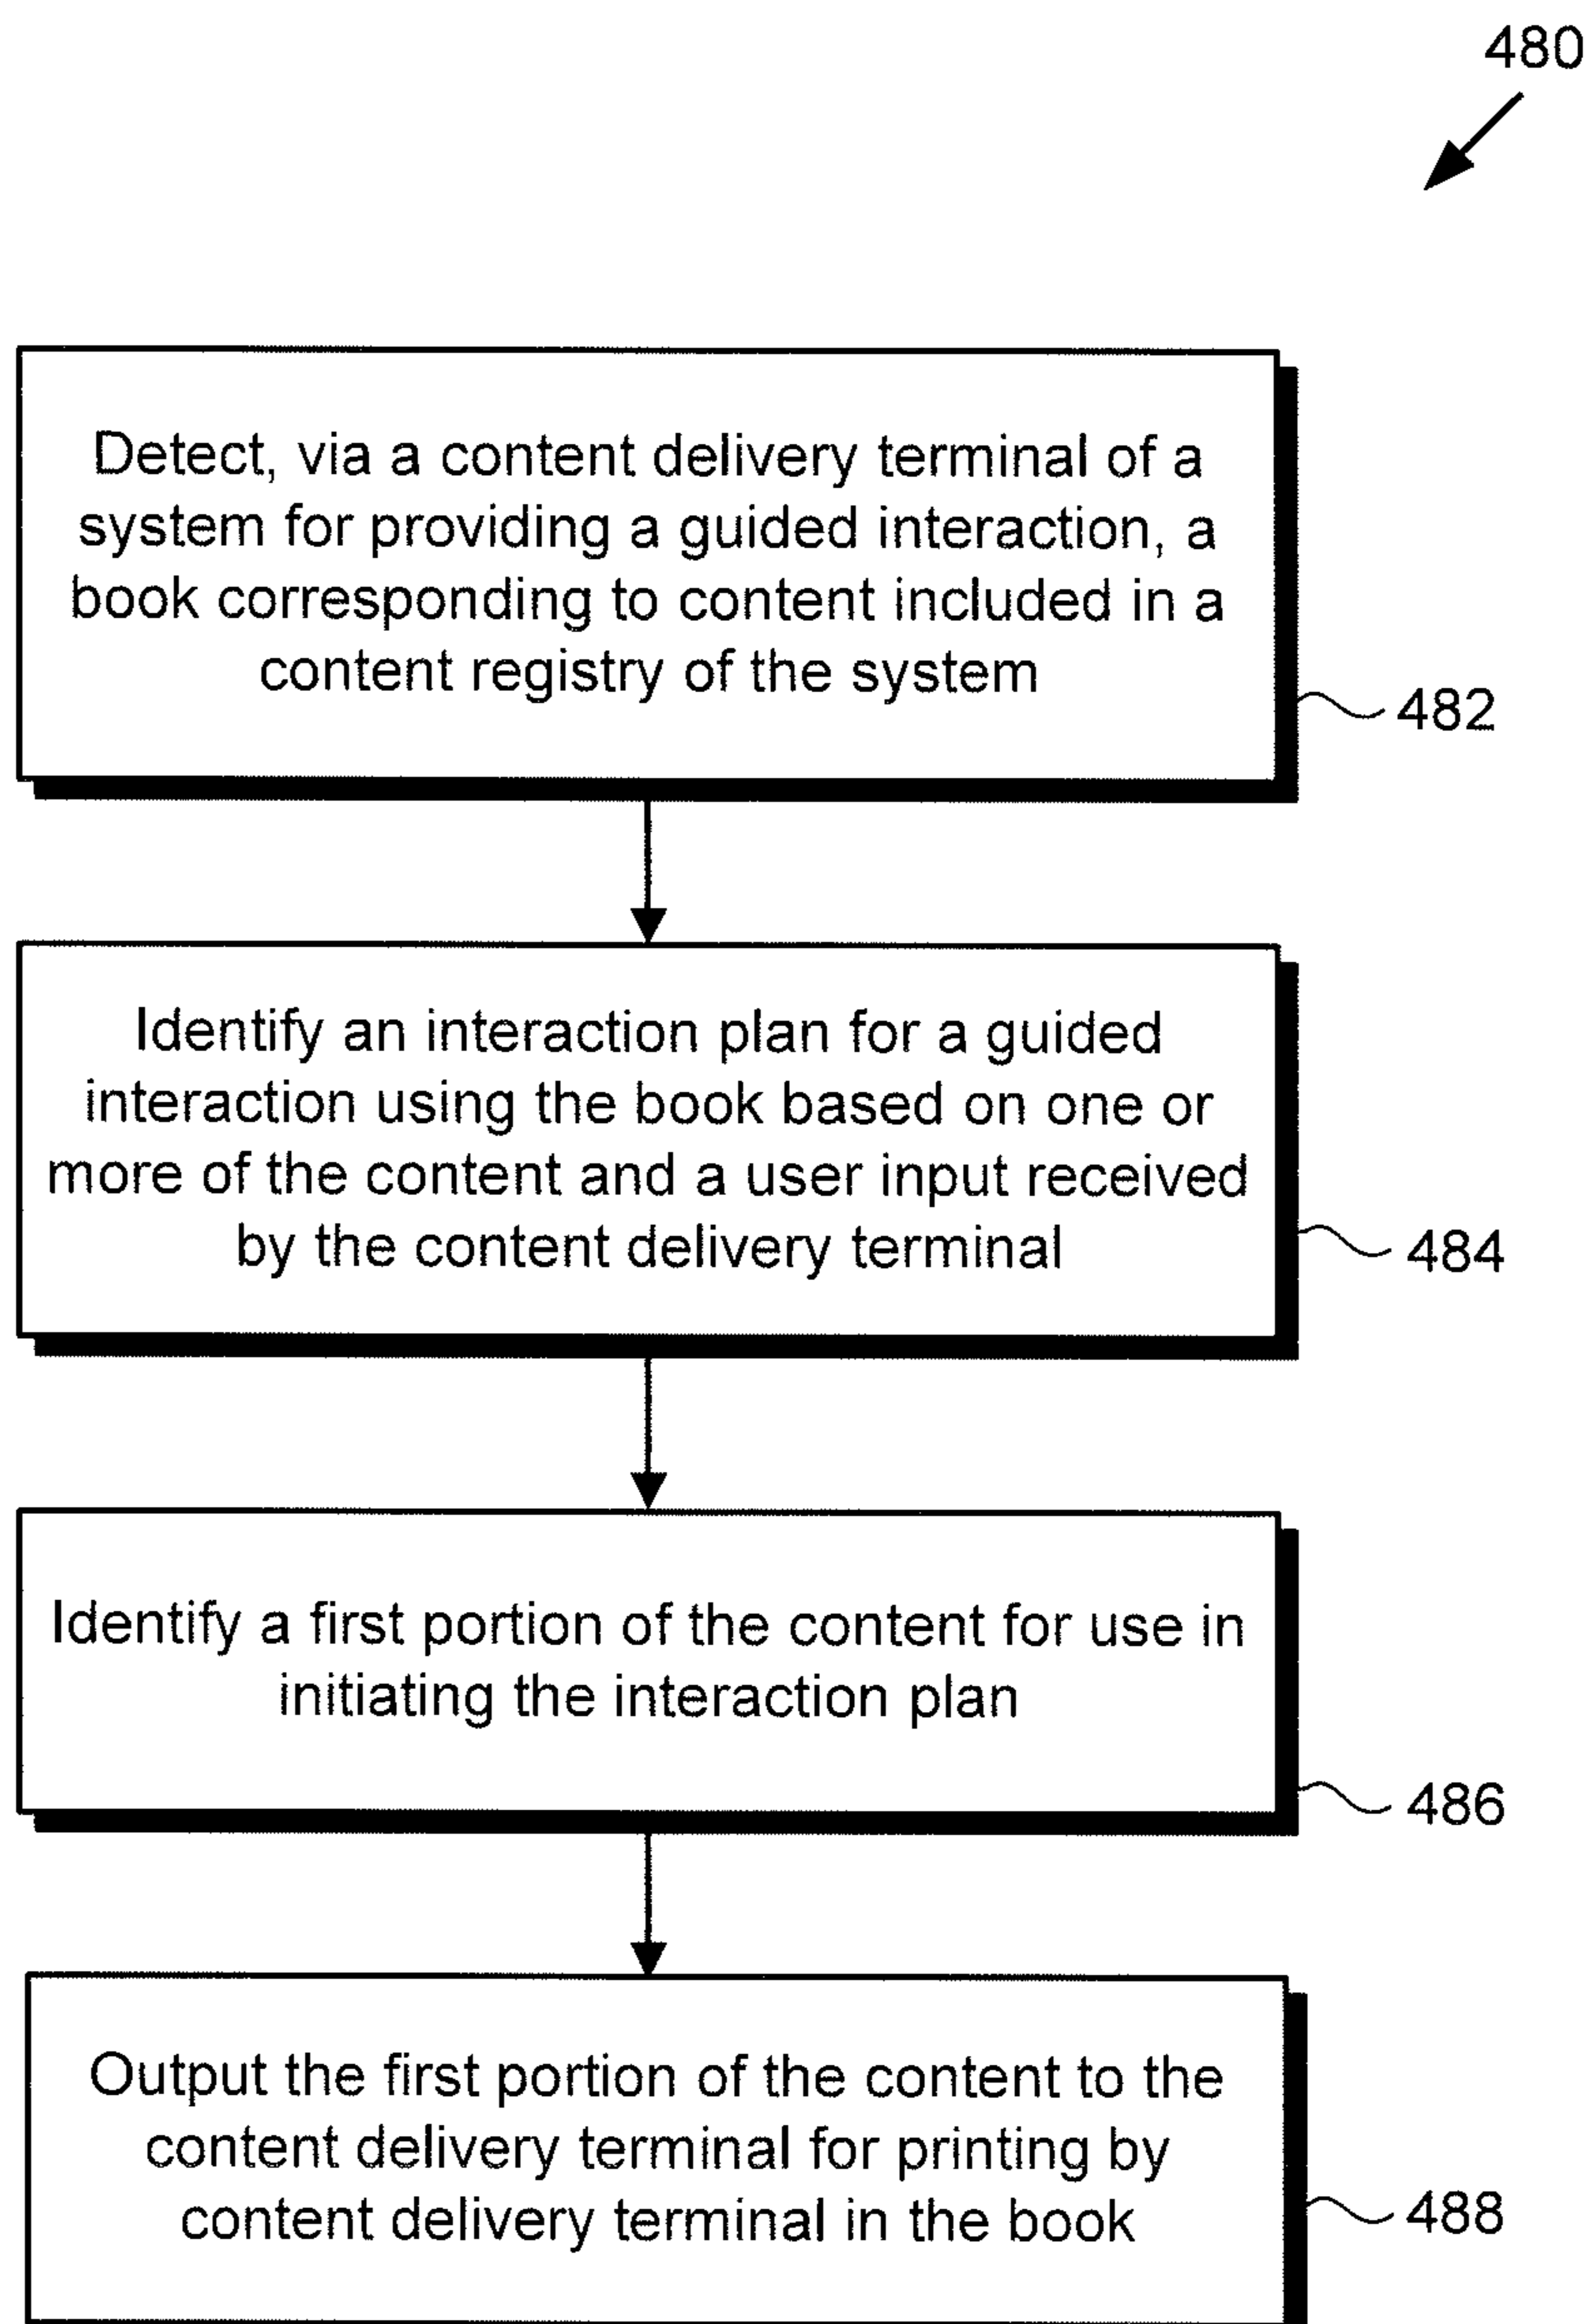 480
Detect, via a content delivery terminal of a
system for providing a guided interaction, a
book corresponding to content included in a
content registry of the system
482
Identify an interaction plan for a guided
interaction using the book based on one or
more of the content and a user input received
by the content delivery terminal
484
Identify a first portion of the content for use in
initiating the interaction plan
486
Output the first portion of the content to the
content delivery terminal for printing by
content delivery terminal in the book
488